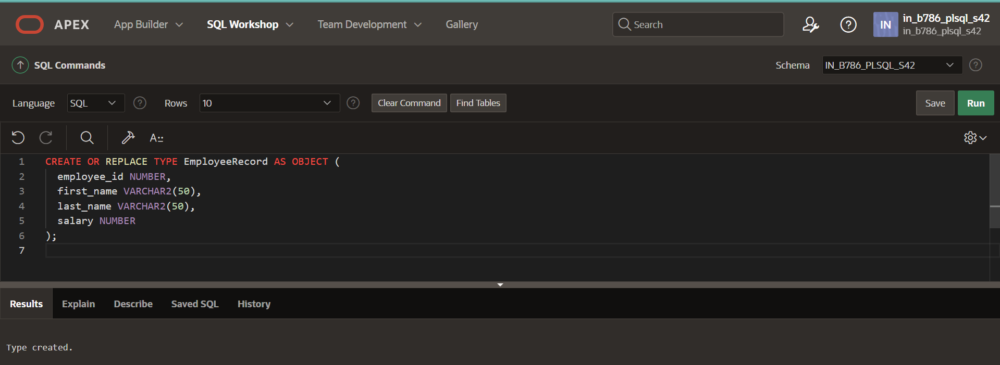 APEX App Builder SQL Workshop Team Development Gallery Search ? IN in_b786_plsql_s42
in_b786_plsql_s42
SQL Commands Schema IN_B786_PLSQL_S42 ?
Language SQL ? Rows 10 ? Clear Command Find Tables Save Run
A
1 CREATE OR REPLACE TYPE EmployeeRecord AS OBJECT (
2 employee_id NUMBER,
3 first_name VARCHAR2(50),
4 last_name VARCHAR2(50),
5 salary NUMBER
6 );
7
Results Explain Describe Saved SQL History
Type created.